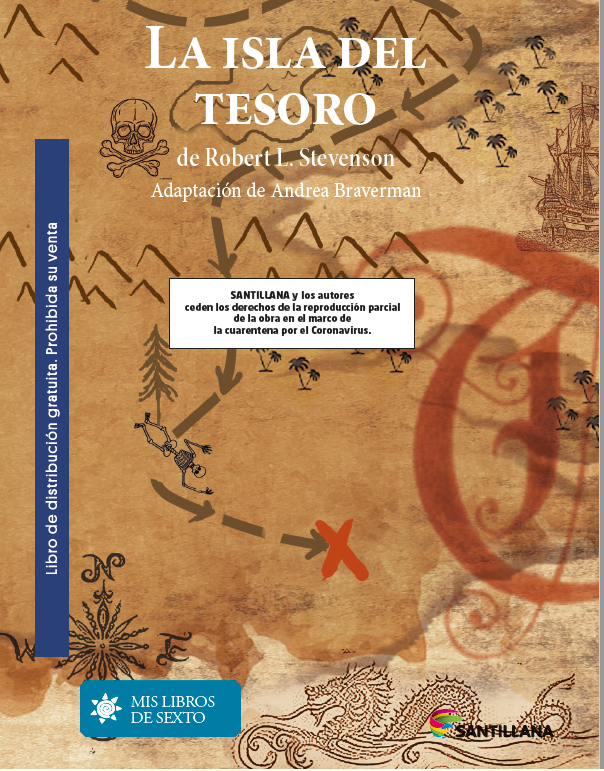 LA ISLA DEL
TESORO
de Robert L. Stevenson
Adaptación de Andrea Braverman
SANTILLANA y los autores
ceden los derechos de la reproducción parcial
de la obra en el marco de
la cuarentena por el Coronavirus.
Libro de distribución gratuita. Prohibida su venta
N
W
E
MIS LIBROS
DE SEXTO
SANTILLANA